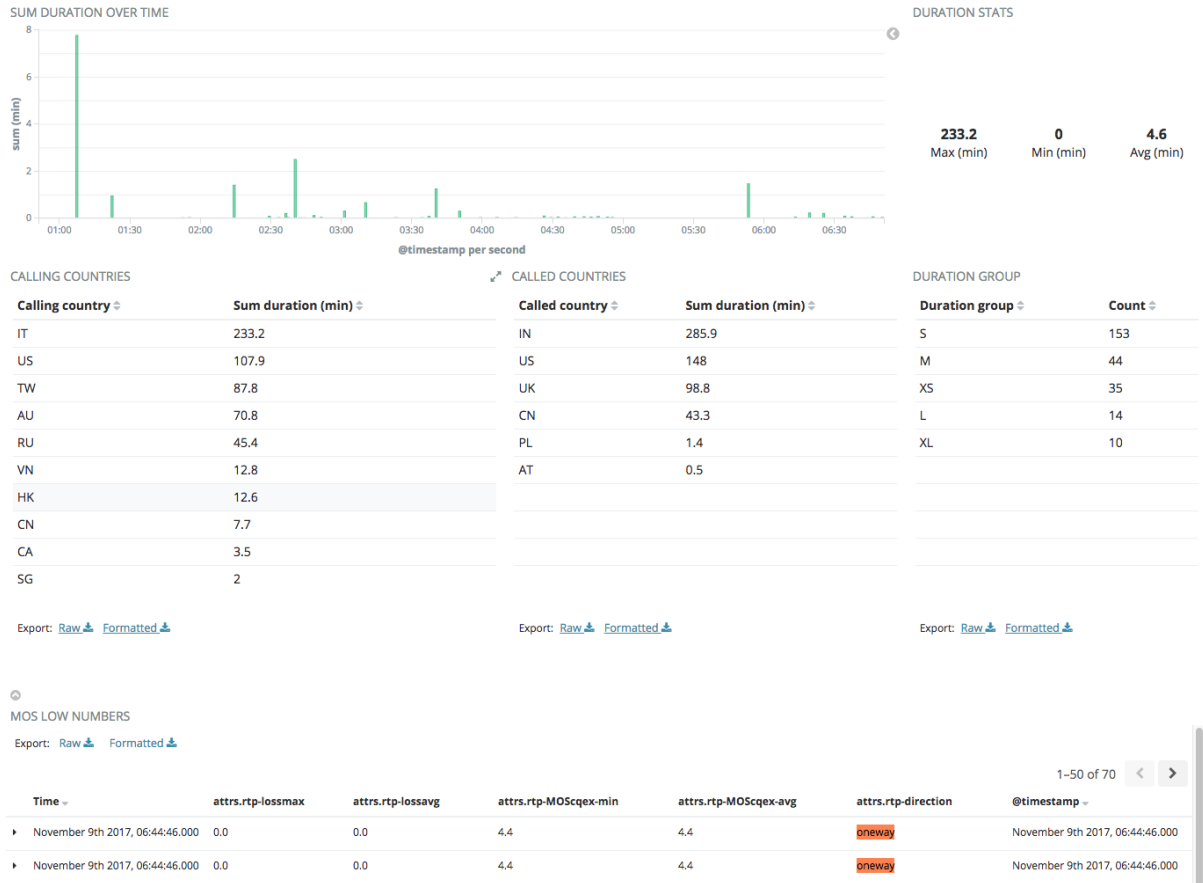 SUM DURATION OVER TIME
8
6
4
2
0
sum (min)
01:00 01:30 02:00 02:30 03:00 03:30 04:00 04:30 05:00 05:30 06:00 06:30
@timestamp per second
DURATION STATS
233.2 0 4.6
Max (min) Min (min) Avg (min)
CALLING COUNTRIES
Calling country Sum duration (min)
IT 233.2
US 107.9
TW 87.8
AU 70.8
RU 45.4
VN 12.8
HK 12.6
CN 7.7
CA 3.5
SG 2
Export: Raw Formatted
CALLED COUNTRIES
Called country Sum duration (min)
IN 285.9
US 148
UK 98.8
CN 43.3
PL 1.4
AT 0.5
Export: Raw Formatted
DURATION GROUP
Duration group Count
S 153
M 44
XS 35
L 14
XL 10
Export: Raw Formatted
MOS LOW NUMBERS
Export: Raw Formatted
1–50 of 70
Time attrs.rtp-lossmax attrs.rtp-lossavg attrs.rtp-MOScqex-min attrs.rtp-MOScqex-avg attrs.rtp-direction @timestamp
November 9th 2017, 06:44:46.000 0.0 0.0 4.4 4.4 oneway November 9th 2017, 06:44:46.000
November 9th 2017, 06:44:46.000 0.0 0.0 4.4 4.4 oneway November 9th 2017, 06:44:46.000